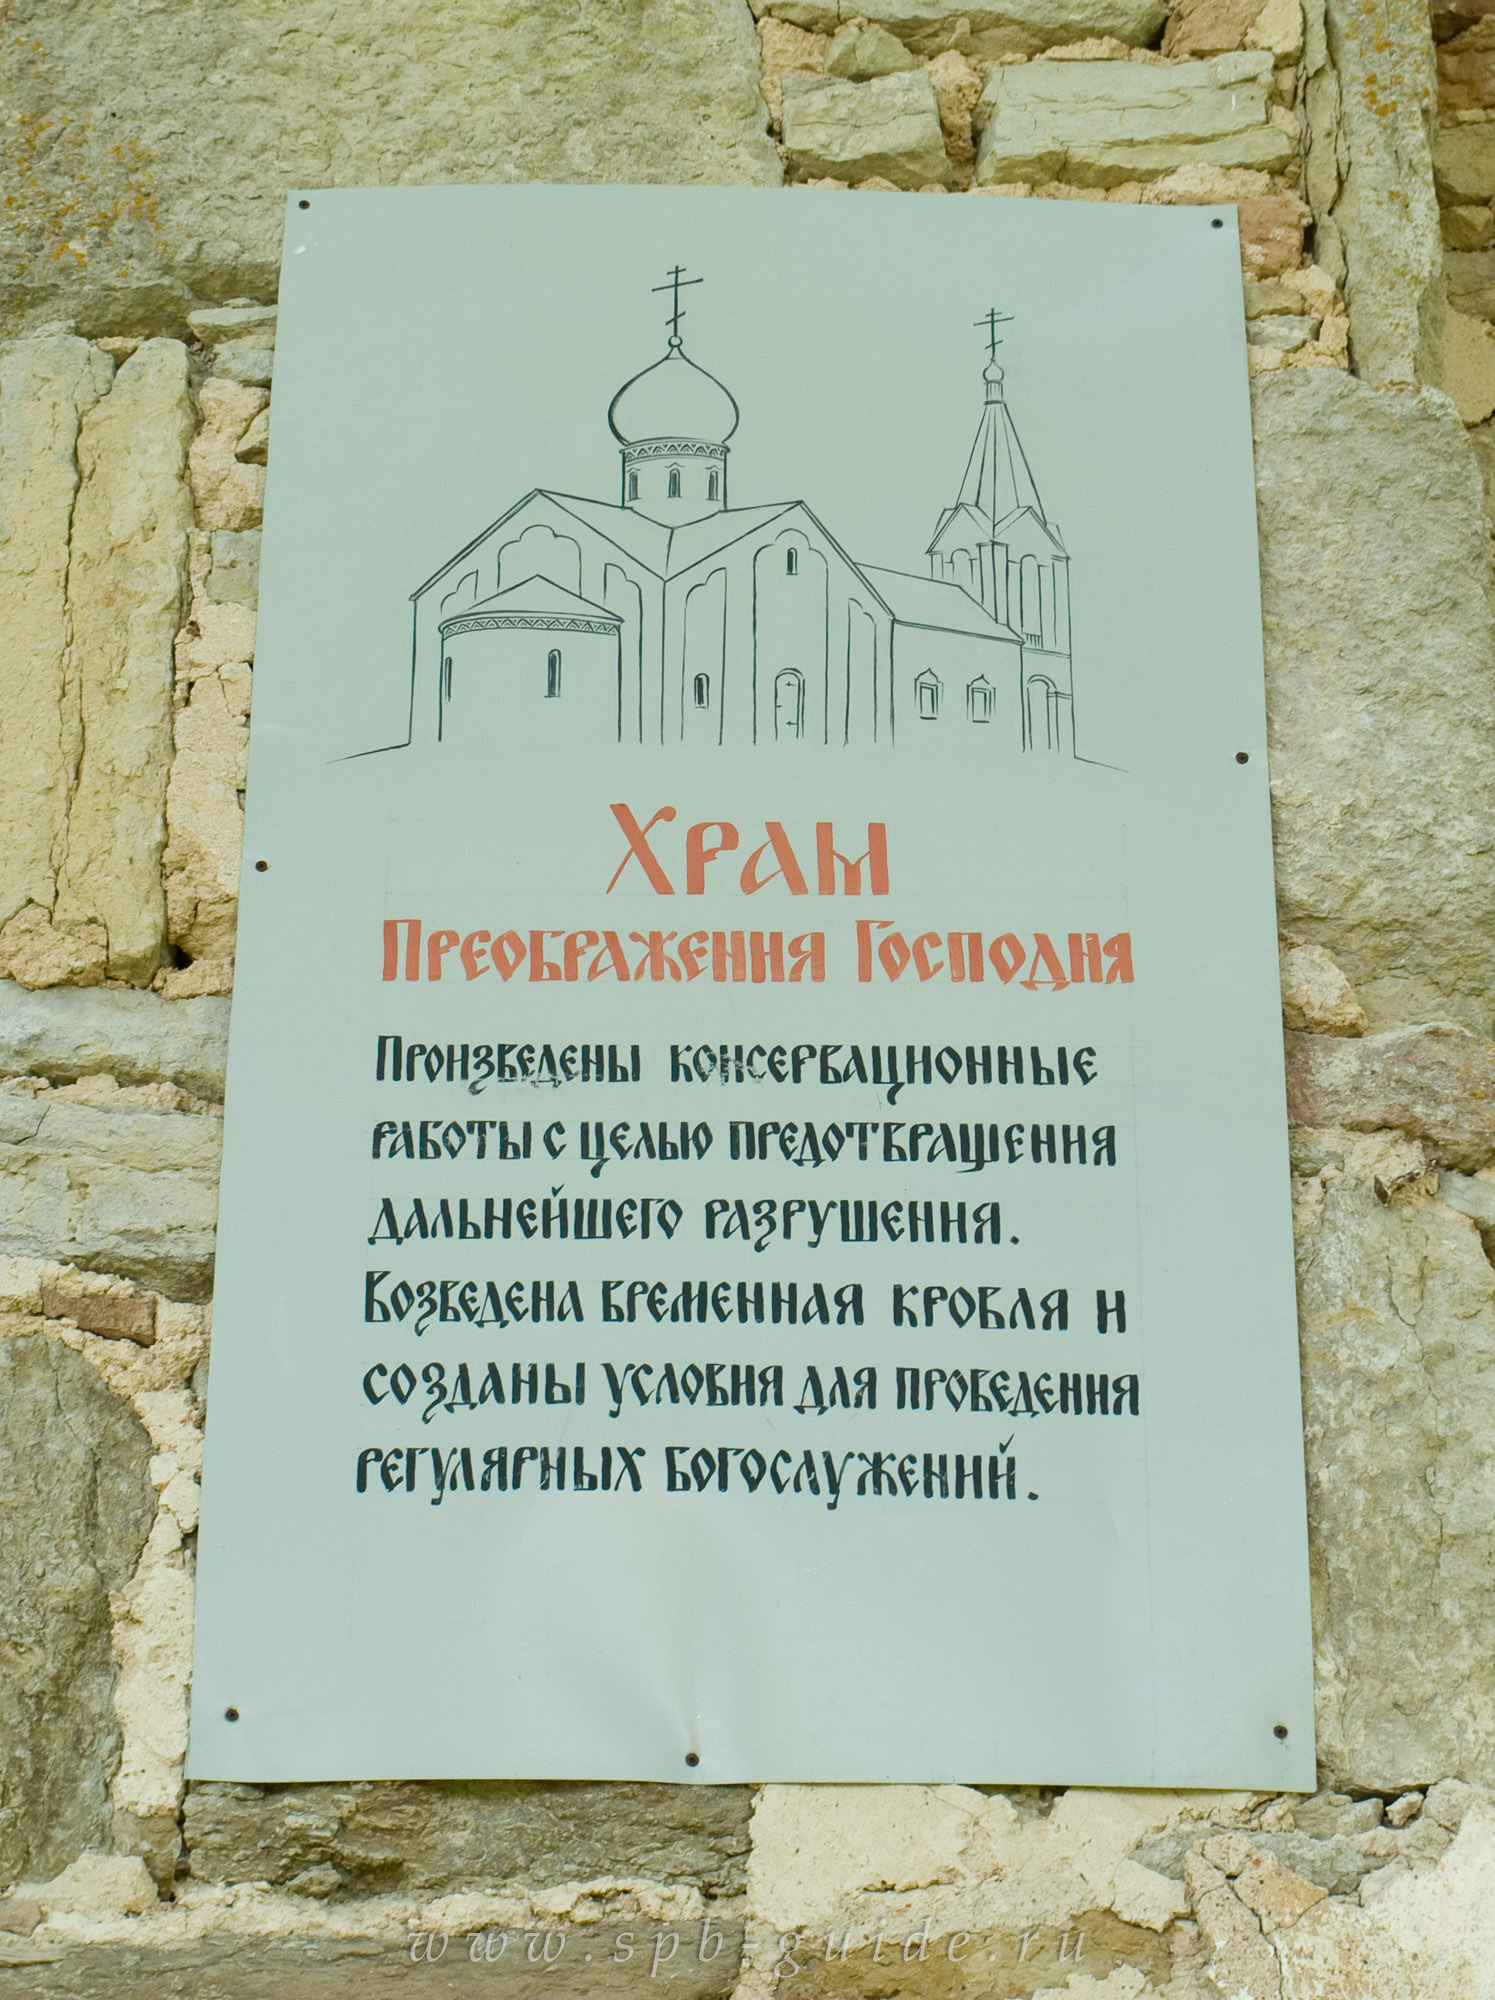 Храм
Преображения Господня
Произведены консервационные
работы с целью предотвращения
дальнейшего разрушения.
Возведена временная кровля и
созданы условия для проведения
регулярных богослужений.
www.spb-guide.ru